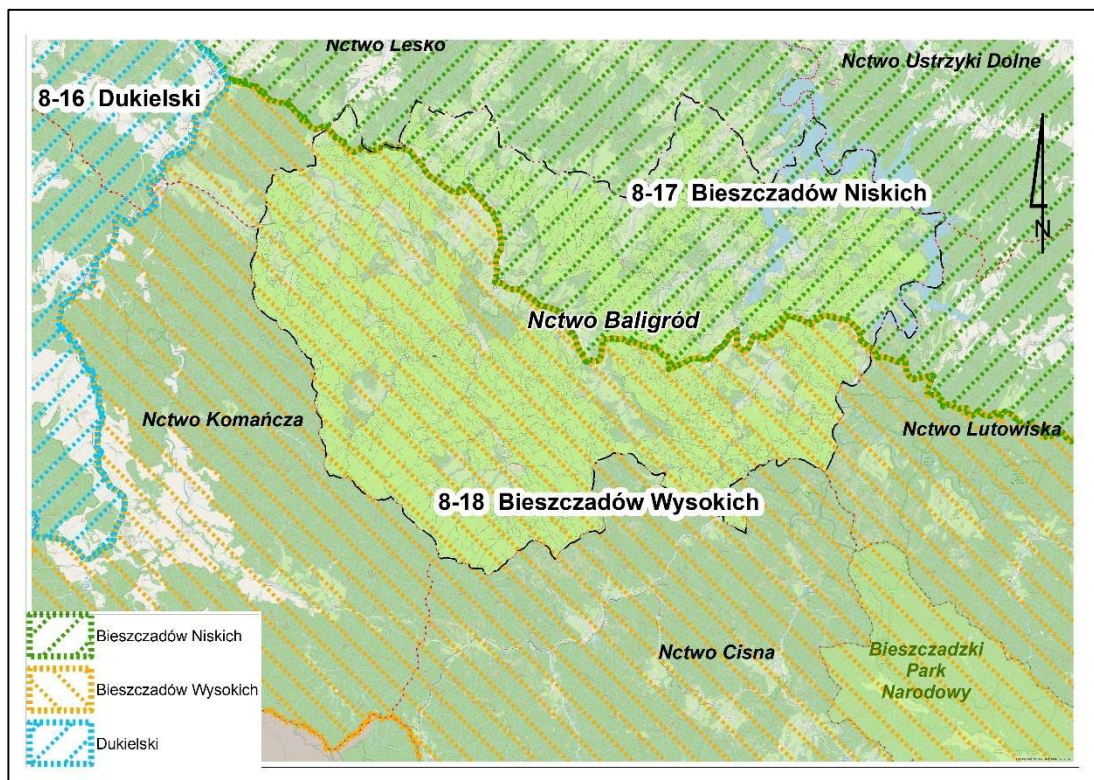 Nctwo Lesko
Nctwo Ustrzyki Dolne
8-16 Dukielski
8-17 Bieszczadów Niskich
N
Nctwo Baligród
Nctwo Komańcza
Nctwo Lutowiska
8-18 Bieszczadów Wysokich
Nctwo Cisna
Bieszczadzki
Park
Narodowy
Bieszczadów Niskich
Bieszczadów Wysokich
Dukielski